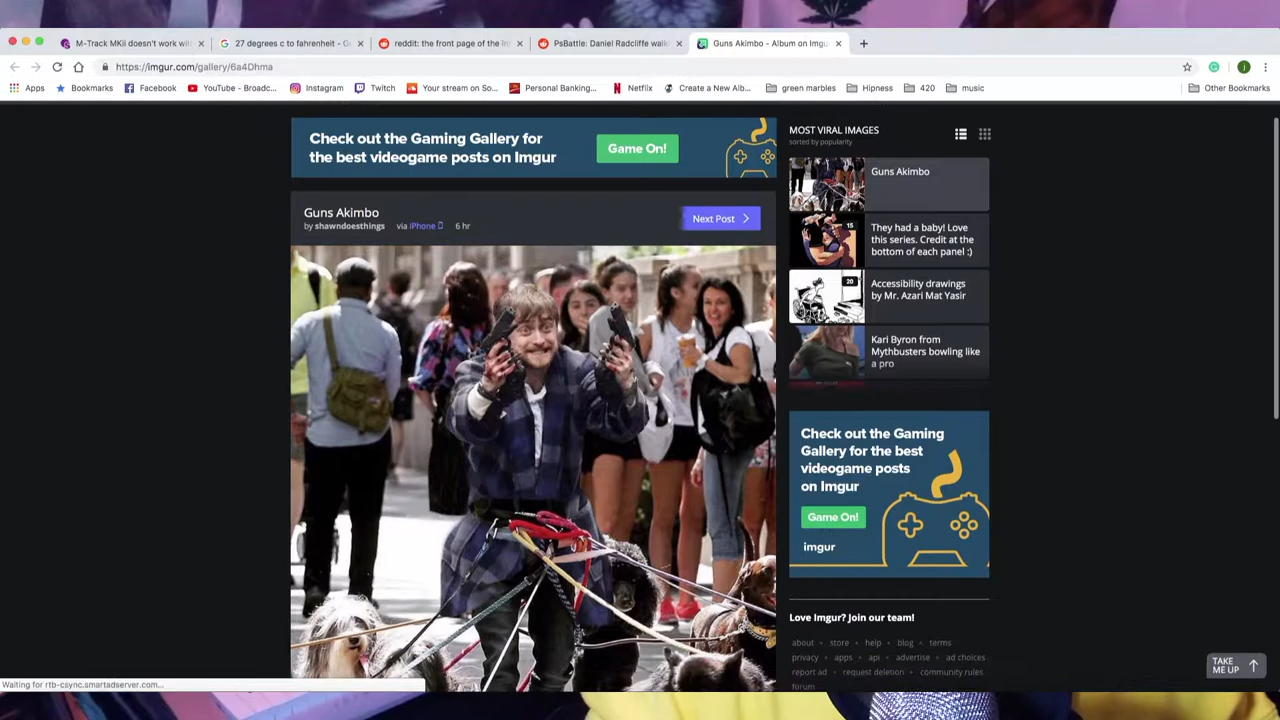 M-Track MKii doesn't work wit
27 degrees c to fahrenheit - G
reddit: the front page of the in
PsBattle: Daniel Radcliffe walk
Guns Akimbo - Album on Imgu
https://imgur.com/gallery/6a4Dhma
Apps
Bookmarks
Facebook
YouTube - Broadc...
Instagram
Twitch
Your stream on So...
Personal Banking...
Netflix
Create a New Alb...
green marbles
Hipness
420
music
Other Bookmarks
Check out the Gaming Gallery for
the best videogame posts on Imgur
Game On!
Guns Akimbo
by shawndoesthings via iPhone 6 hr
Next Post
MOST VIRAL IMAGES
sorted by popularity
Guns Akimbo
15
They had a baby! Love
this series. Credit at the
bottom of each panel :)
20
Accessibility drawings
by Mr. Azari Mat Yasir
Kari Byron from
Mythbusters bowling like
a pro
Check out the Gaming
Gallery for the best
videogame posts
on Imgur
Game On!
imgur
Love Imgur? Join our team!
about • store • help • blog • terms
privacy • apps • api • advertise • ad choices
report ad • request deletion • community rules
forum
TAKE
ME UP
Waiting for rtb-csync.smartadserver.com...